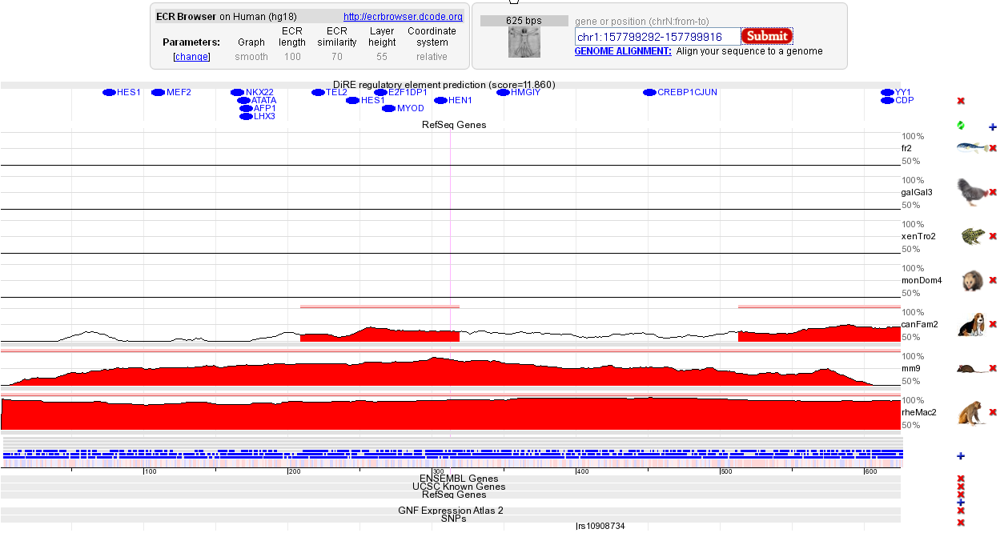 ECR Browser on Human (hg18) http://ecrbrowser.dcode.org
Parameters: Graph ECR length ECR similarity Layer height Coordinate system
[change] smooth 100 70 55 relative
625 bps
gene or position (chrN:from-to)
chr1:157799292-157799916 Submit
GENOME ALIGNMENT: Align your sequence to a genome
DiRE regulatory element prediction (score=11.860)
HES1 MEF2 NKX22 TEL2 E2F1DP1 HMGIY CREBP1CJUN YY1
ATATA HES1 HEN1 CDP
AFP1 MYOD
LHX3
RefSeq Genes
100%
fr2
50%
100%
galGal3
50%
100%
xenTro2
50%
100%
monDom4
50%
100%
canFam2
50%
100%
mm9
50%
100%
rheMac2
50%
100 200 300 400 500 600
ENSEMBL Genes
UCSC Known Genes
RefSeq Genes
GNF Expression Atlas 2
SNPs
rs10908734